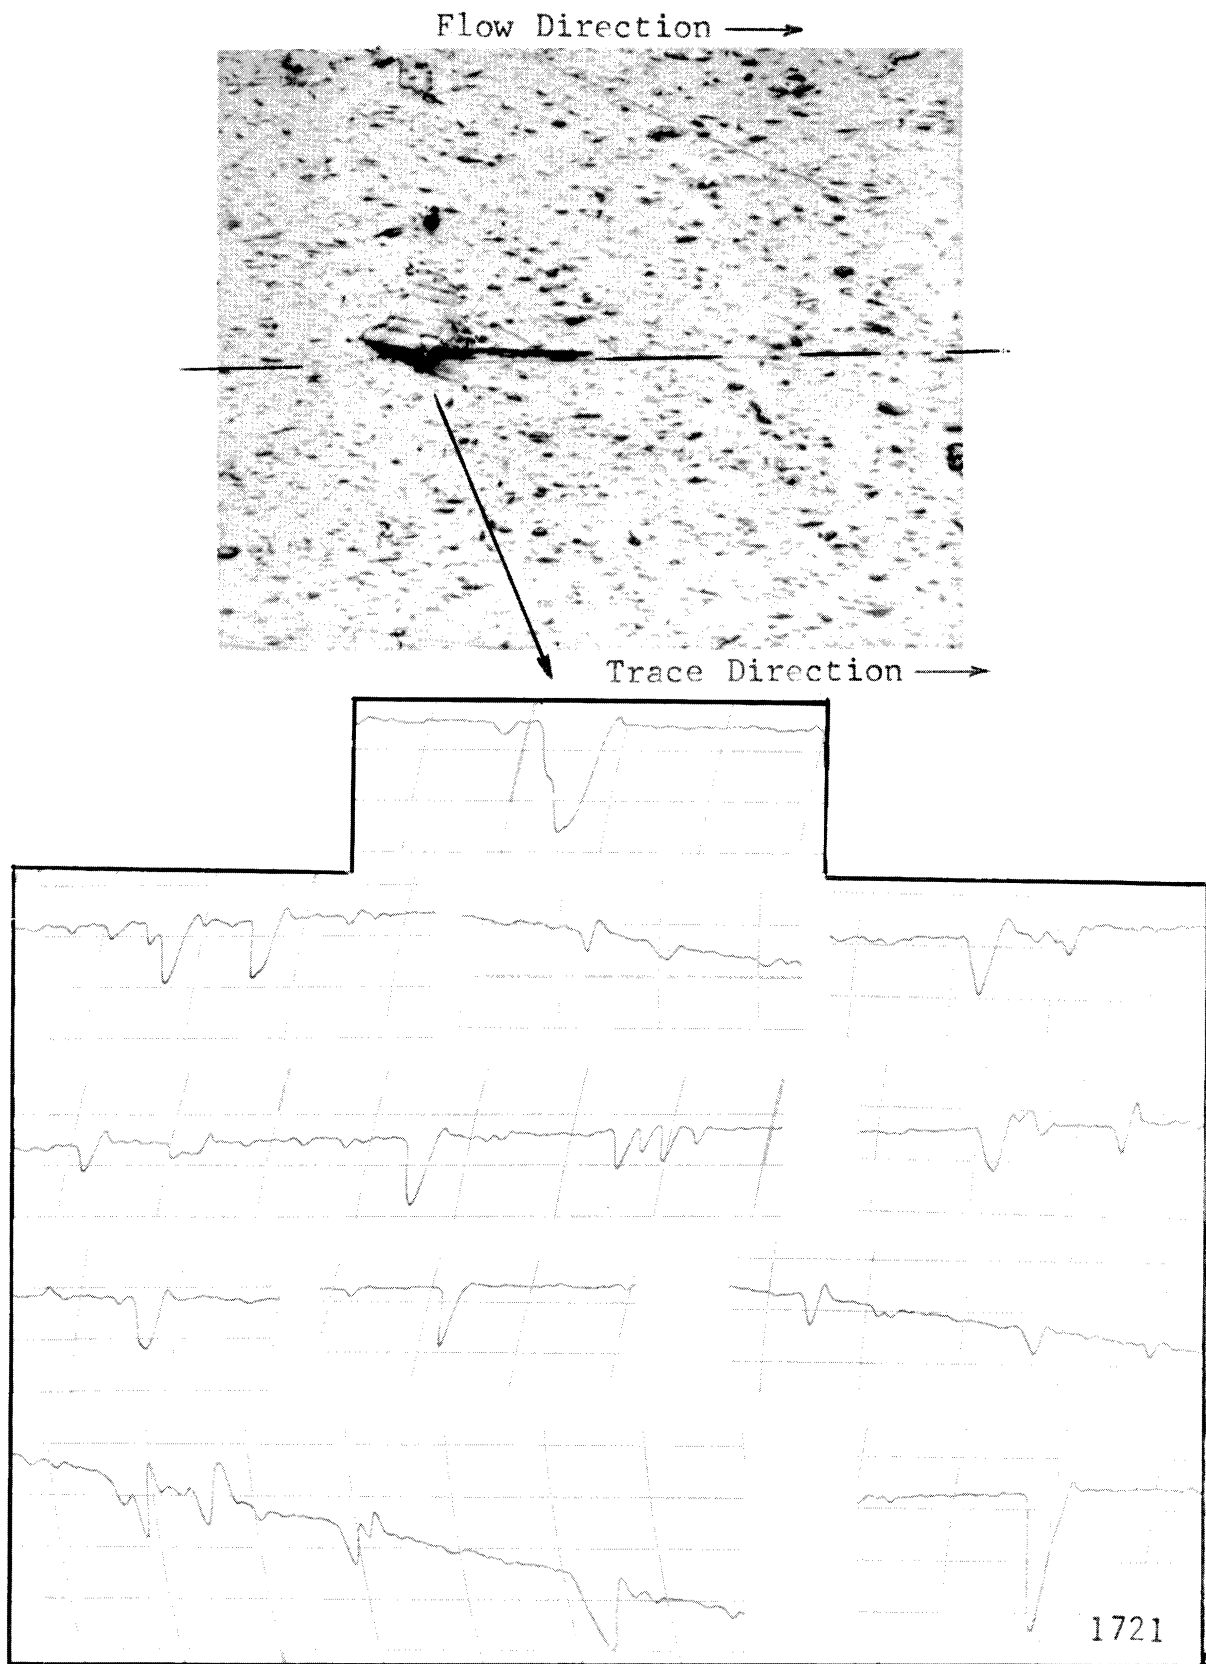 Flow Direction →
Trace Direction →
1721